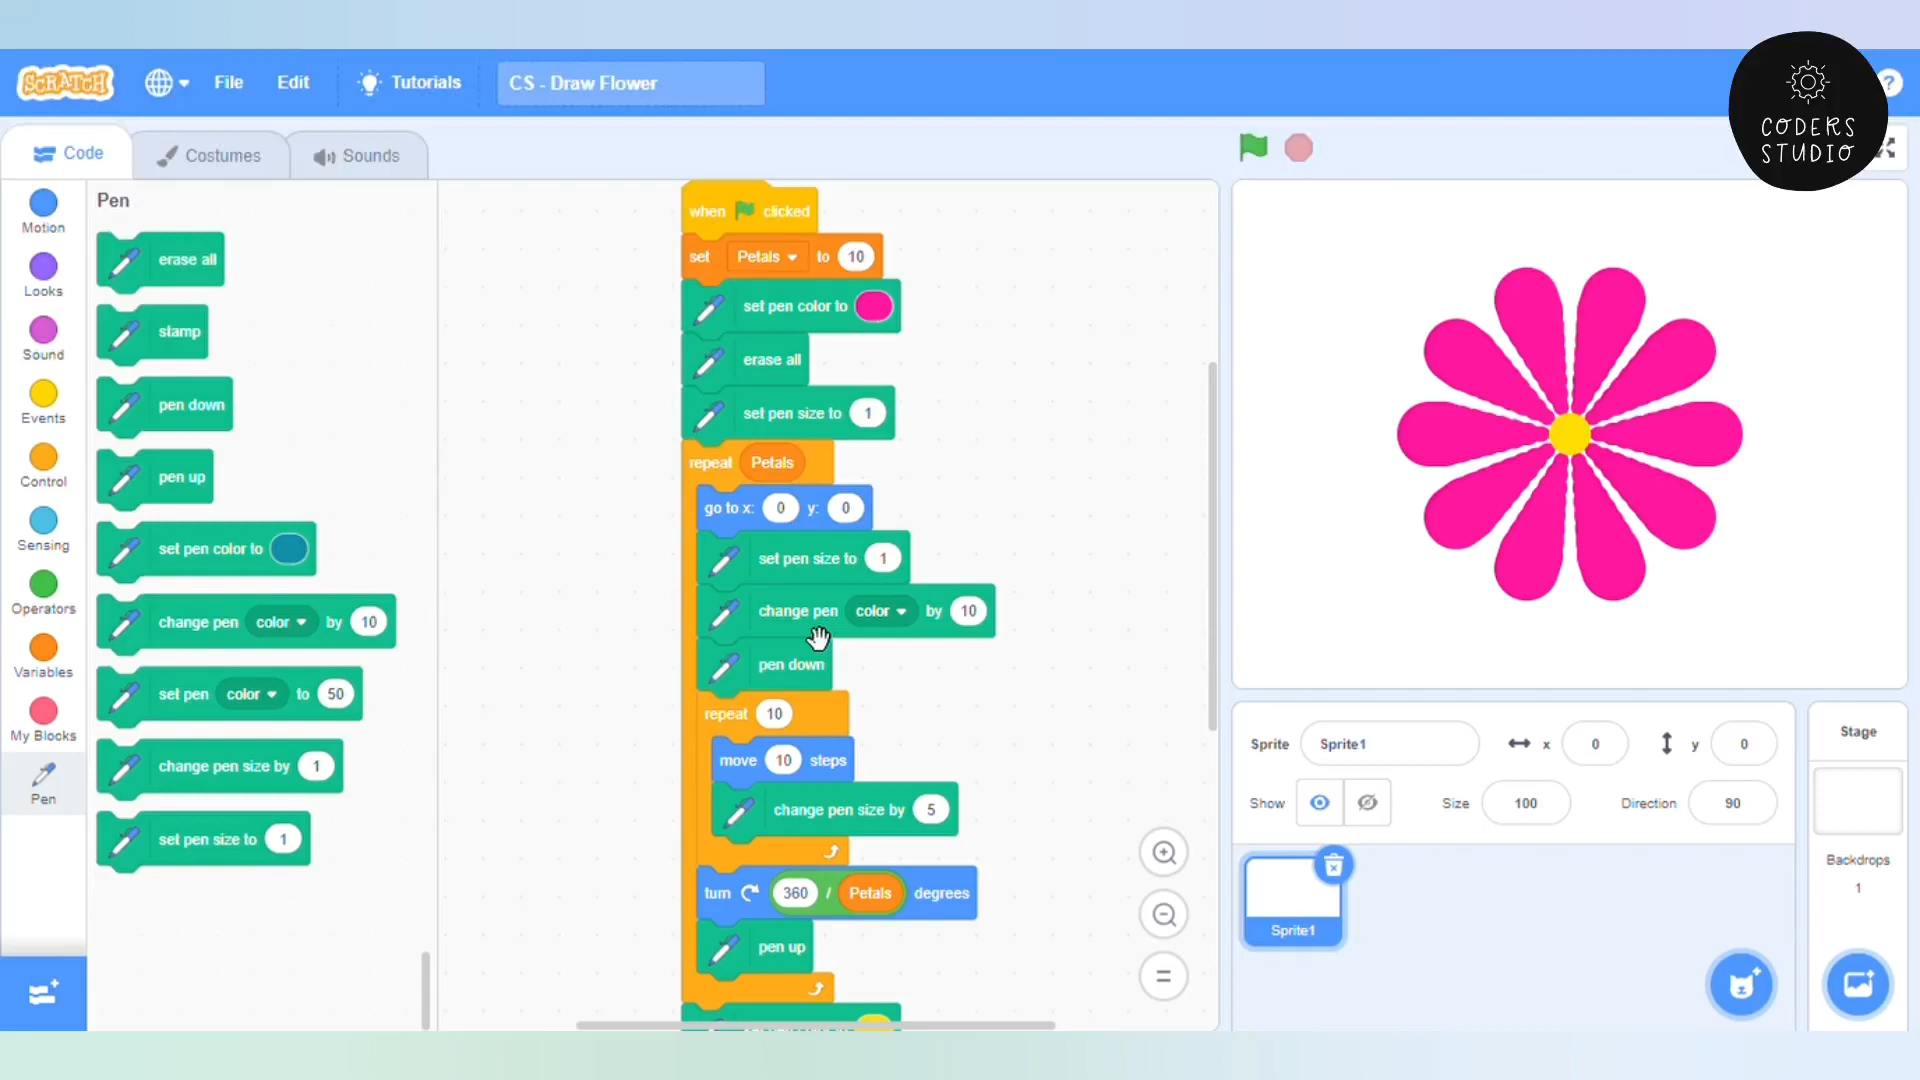 SCRATCH
File
Edit
Tutorials
CS - Draw Flower
?
CODERS
STUDIO
Code
Costumes
Sounds
Motion
Looks
Sound
Events
Control
Sensing
Operators
Variables
My Blocks
Pen
Pen
erase all
stamp
pen down
pen up
set pen color to
change pen color by 10
set pen color to 50
change pen size by 1
set pen size to 1
when clicked
set Petals to 10
set pen color to
erase all
set pen size to 1
repeat Petals
go to x: 0 y: 0
set pen size to 1
change pen color by 10
pen down
repeat 10
move 10 steps
change pen size by 5
turn 360 / Petals degrees
pen up
Sprite Sprite1 x 0 y 0
Show Size 100 Direction 90
Sprite1
Stage
Backdrops
1